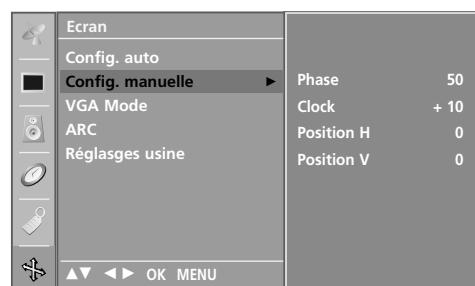 Ecran
Config. auto
Config. manuelle ►
VGA Mode
ARC
Réglasges usine
Phase 50
Clock + 10
Position H 0
Position V 0
▲▼ ◄► OK MENU